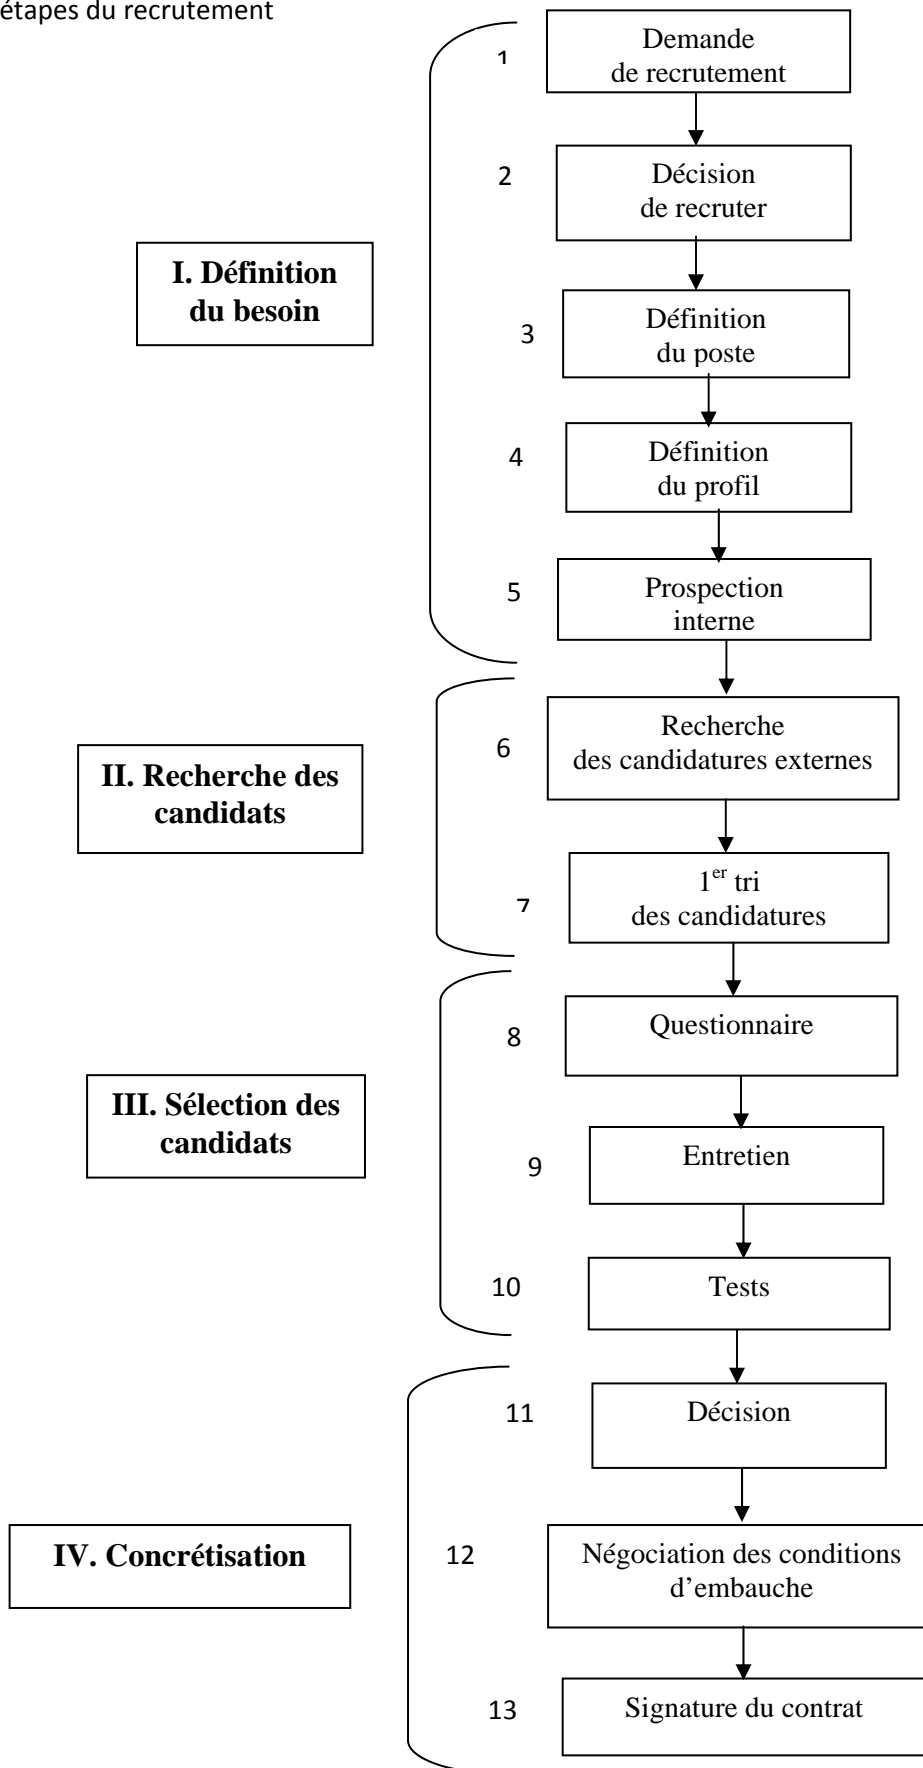 étapes du recrutement
1
Demande
de recrutement
2
Décision
de recruter
I. Définition
du besoin
3
Définition
du poste
4
Définition
du profil
5
Prospection
interne
6
Recherche
des candidatures externes
II. Recherche des
candidats
7
1er tri
des candidatures
8
Questionnaire
III. Sélection des
candidats
9
Entretien
10
Tests
11
Décision
IV. Concrétisation
12
Négociation des conditions
d’embauche
13
Signature du contrat